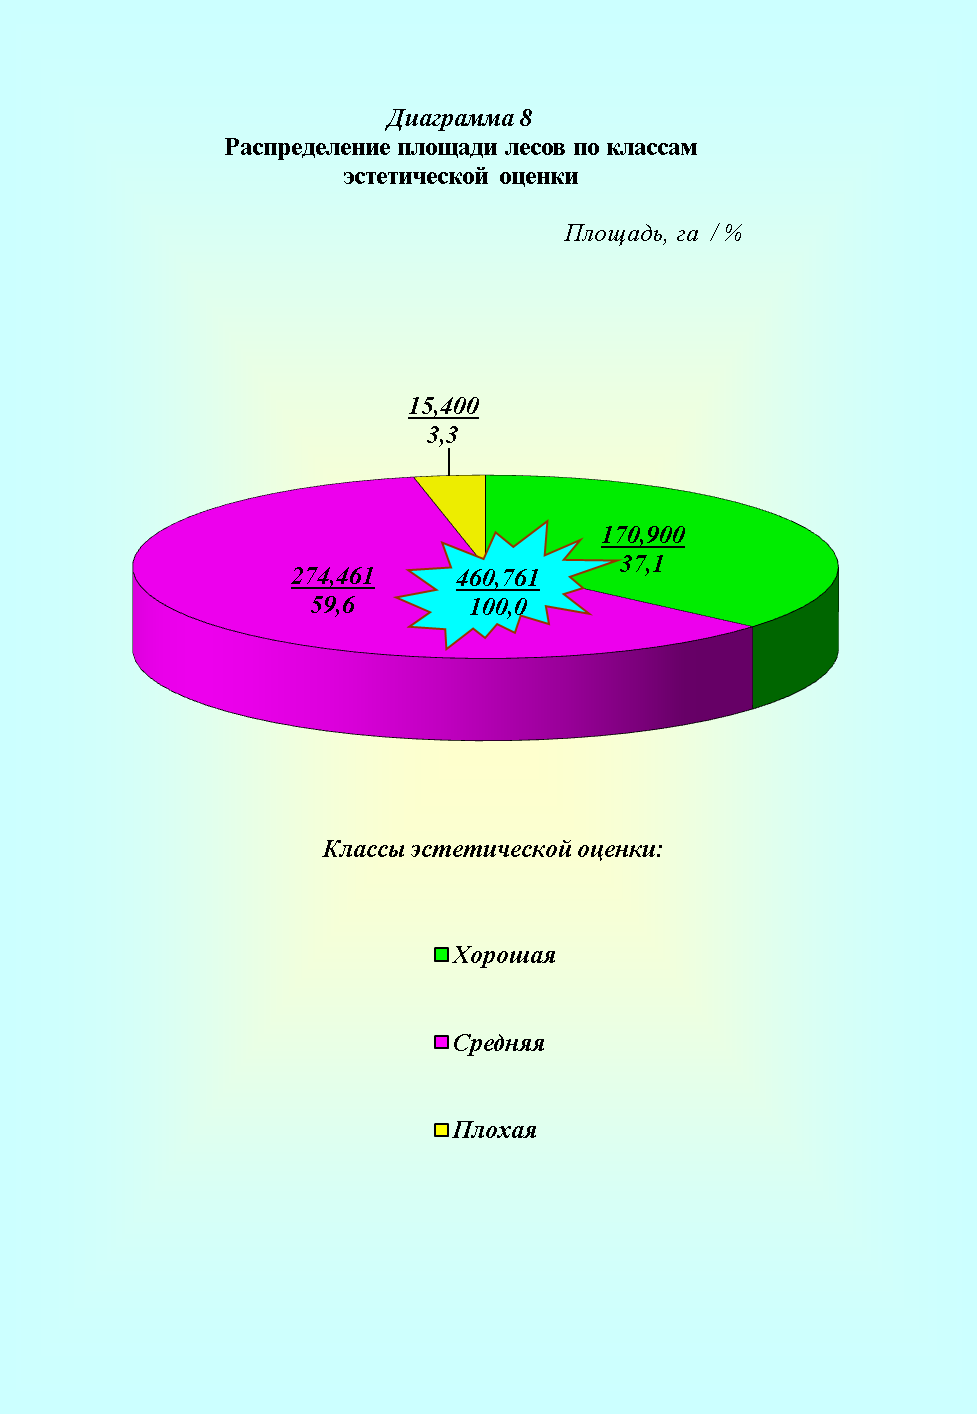 Диаграмма 8
Распределение площади лесов по классам
эстетической оценки
Площадь, га / %
15,400
3,3
170,900
37,1
274,461
59,6
460,761
100,0
Классы эстетической оценки:
Хорошая
Средняя
Плохая